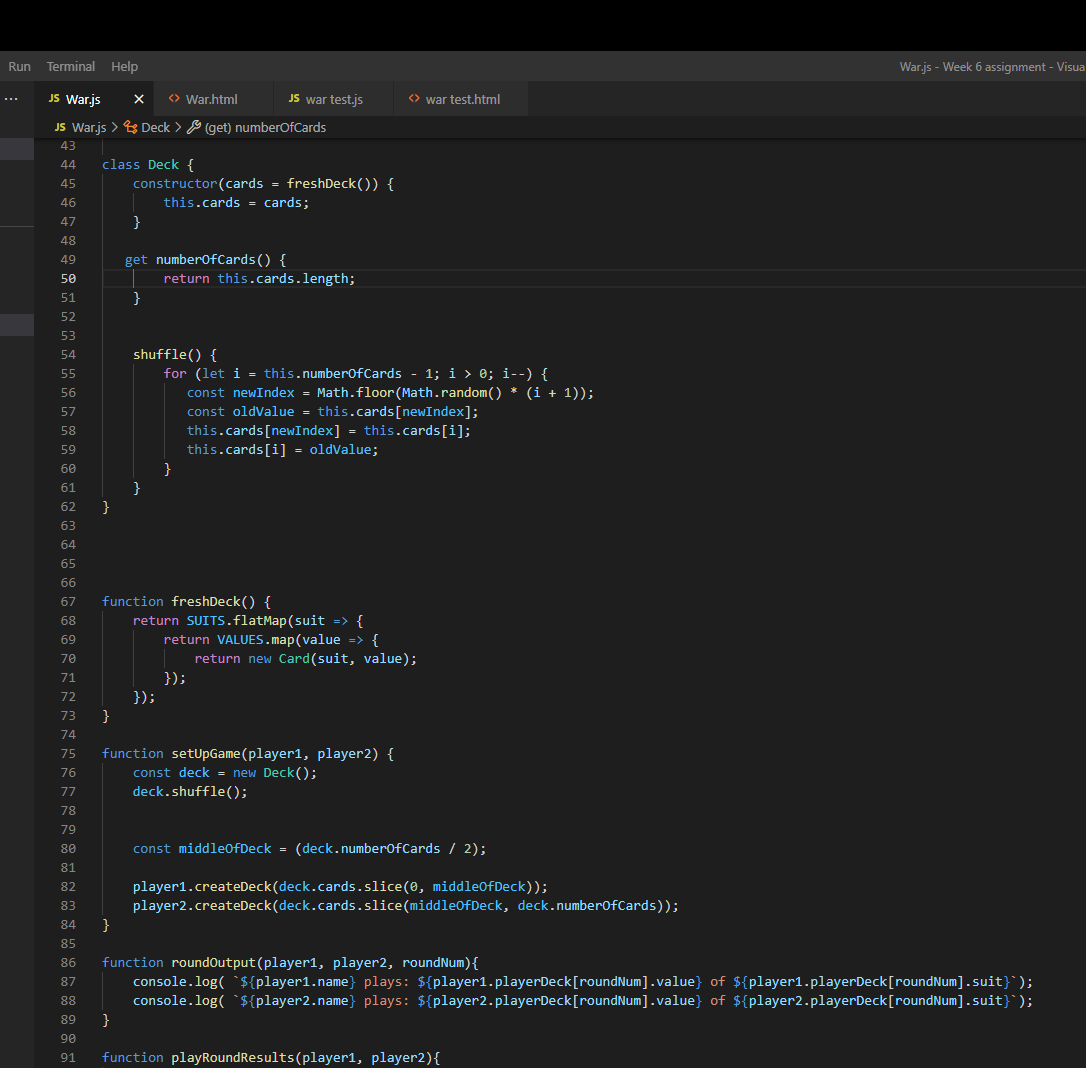 Run Terminal Help War.js - Week 6 assignment - Visua
··· JS War.js × <> War.html JS war test.js <> war test.html
JS War.js > Deck > (get) numberOfCards
43
44 class Deck {
45     constructor(cards = freshDeck()) {
46         this.cards = cards;
47     }
48
49    get numberOfCards() {
50         return this.cards.length;
51     }
52
53
54     shuffle() {
55         for (let i = this.numberOfCards - 1; i > 0; i--) {
56            const newIndex = Math.floor(Math.random() * (i + 1));
57            const oldValue = this.cards[newIndex];
58            this.cards[newIndex] = this.cards[i];
59            this.cards[i] = oldValue;
60         }
61     }
62 }
63
64
65
66
67 function freshDeck() {
68     return SUITS.flatMap(suit => {
69         return VALUES.map(value => {
70             return new Card(suit, value);
71         });
72     });
73 }
74
75 function setUpGame(player1, player2) {
76     const deck = new Deck();
77     deck.shuffle();
78
79
80     const middleOfDeck = (deck.numberOfCards / 2);
81
82     player1.createDeck(deck.cards.slice(0, middleOfDeck));
83     player2.createDeck(deck.cards.slice(middleOfDeck, deck.numberOfCards));
84 }
85
86 function roundOutput(player1, player2, roundNum){
87     console.log( `${player1.name} plays: ${player1.playerDeck[roundNum].value} of ${player1.playerDeck[roundNum].suit}`);
88     console.log( `${player2.name} plays: ${player2.playerDeck[roundNum].value} of ${player2.playerDeck[roundNum].suit}`);
89 }
90
91 function playRoundResults(player1, player2){